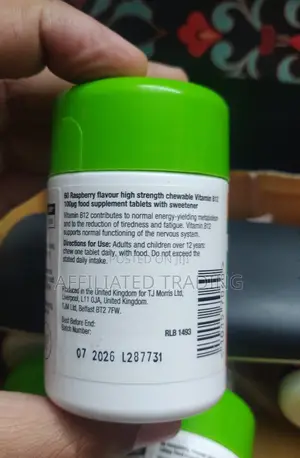 60 Raspberry flavour high strength chewable Vitamin B12
100µg food supplement tablets with sweetener
Vitamin B12 contributes to normal energy-yielding metabolism
and to the reduction of tiredness and fatigue. Vitamin B12
supports normal functioning of the nervous system.
Directions for Use: Adults and children over 12 years
chew one tablet daily, with food. Do not exceed the
stated daily intake.
POSTED ON jiji
AFFILIATED TRADING
Produced in the United Kingdom for TJ Morris Ltd,
Liverpool, L11 0JA, United Kingdom.
TJM Ltd, Belfast BT2 7FW.
RLB 1493
Best Before End:
Batch Number:
07 2026 L287731